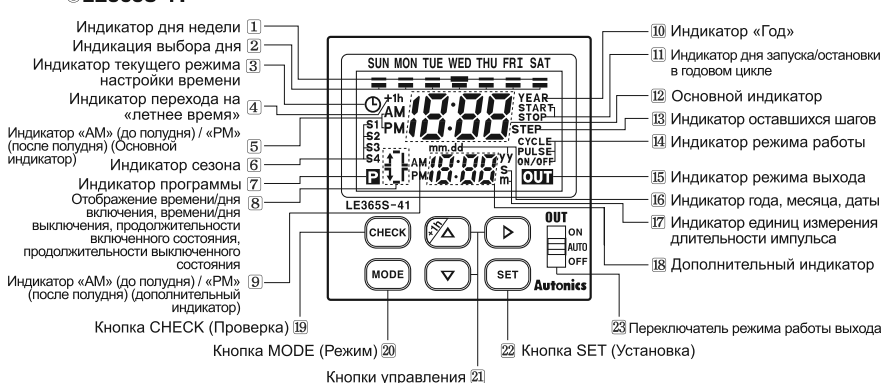 LE365S-41
Индикатор дня недели 1
Индикация выбора дня 2
Индикатор текущего режима 3
настройки времени
Индикатор перехода на 4
«летнее время»
Индикатор «AM» (до полудня) / «PM» 5
(после полудня) (Основной
индикатор)
Индикатор сезона 6
Индикатор программы 7
Отображение времени/дня 8
включения, времени/дня
выключения, продолжительности
включенного состояния,
продолжительности выключенного
состояния
Индикатор «AM» (до полудня) / «PM» 9
(после полудня) (дополнительный
индикатор)
SUN MON TUE WED THU FRI SAT
+1h
AM
PM
18:88
YEAR
START
STOP
STEP
S1
S2
S3
S4
mm.dd
yy
CYCLE
PULSE
ON/OFF
AM
PM
18:88
s
m
P
OUT
LE365S-41
CHECK
+1h
MODE
SET
OUT
ON
AUTO
OFF
Autonics
10 Индикатор «Год»
11 Индикатор дня запуска/остановки
в годовом цикле
12 Основной индикатор
13 Индикатор оставшихся шагов
14 Индикатор режима работы
15 Индикатор режима выхода
16 Индикатор года, месяца, даты
17 Индикатор единиц измерения
длительности импульса
18 Дополнительный индикатор
19 Кнопка CHECK (Проверка)
Кнопка MODE (Режим) 20
Кнопки управления 21
22 Кнопка SET (Установка)
23 Переключатель режима работы выхода